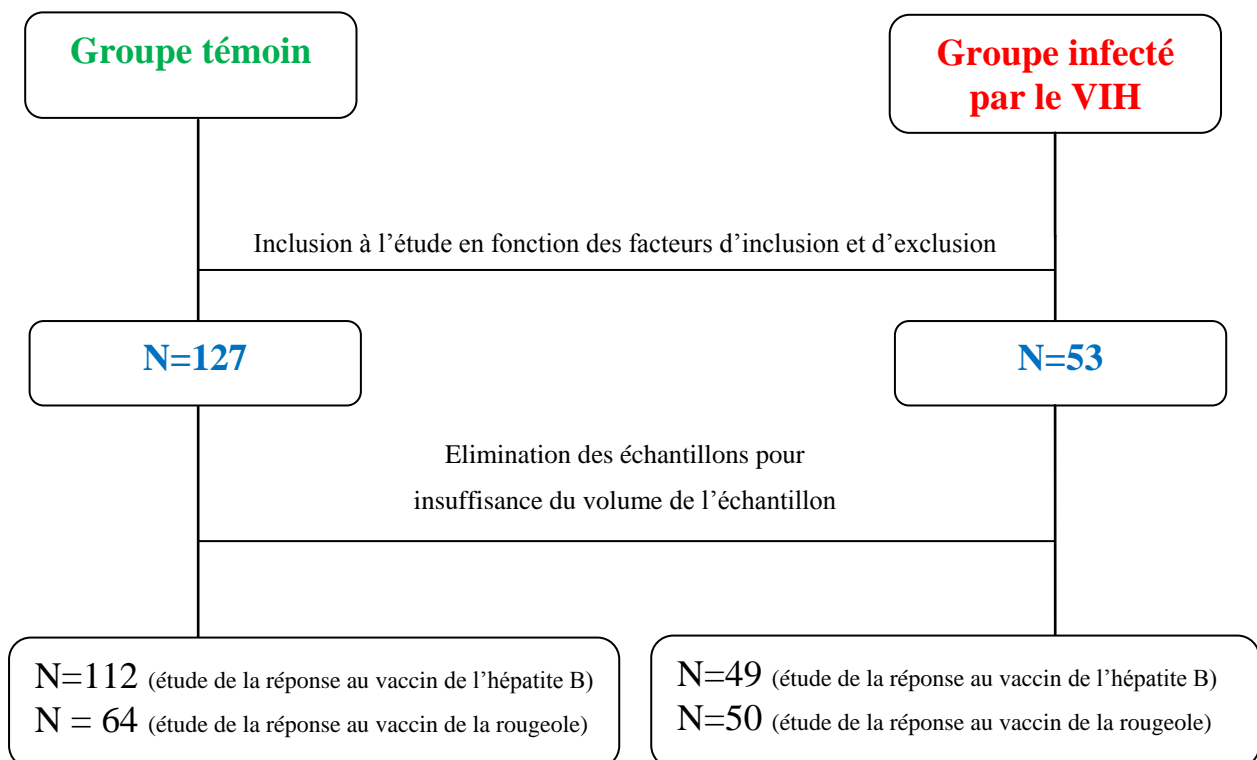 Groupe témoin
Groupe infecté
par le VIH
Inclusion à l’étude en fonction des facteurs d’inclusion et d’exclusion
N=127
N=53
Elimination des échantillons pour
insuffisance du volume de l’échantillon
N=112 (étude de la réponse au vaccin de l’hépatite B)
N = 64 (étude de la réponse au vaccin de la rougeole)
N=49 (étude de la réponse au vaccin de l’hépatite B)
N=50 (étude de la réponse au vaccin de la rougeole)